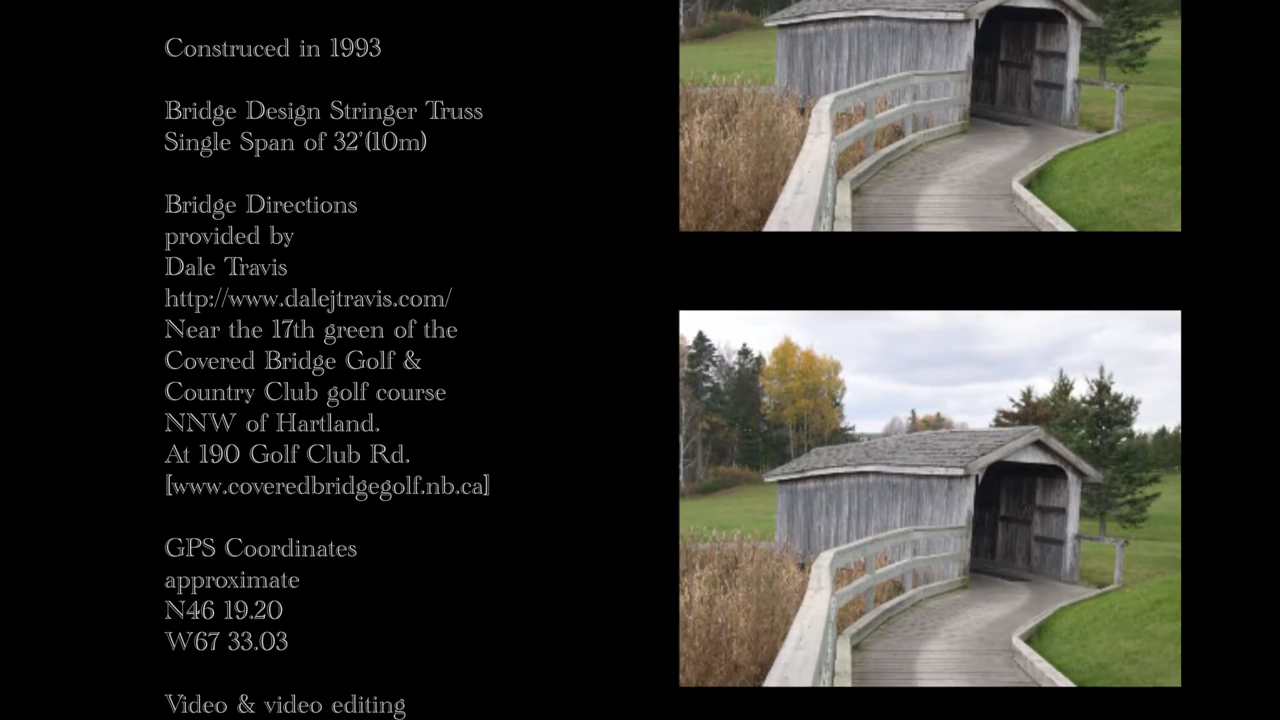 Construced in 1993
Bridge Design Stringer Truss
Single Span of 32'(10m)
Bridge Directions
provided by
Dale Travis
http://www.dalejtravis.com/
Near the 17th green of the
Covered Bridge Golf &
Country Club golf course
NNW of Hartland.
At 190 Golf Club Rd.
[www.coveredbridgegolf.nb.ca]
GPS Coordinates
approximate
N46 19.20
W67 33.03
Video & video editing